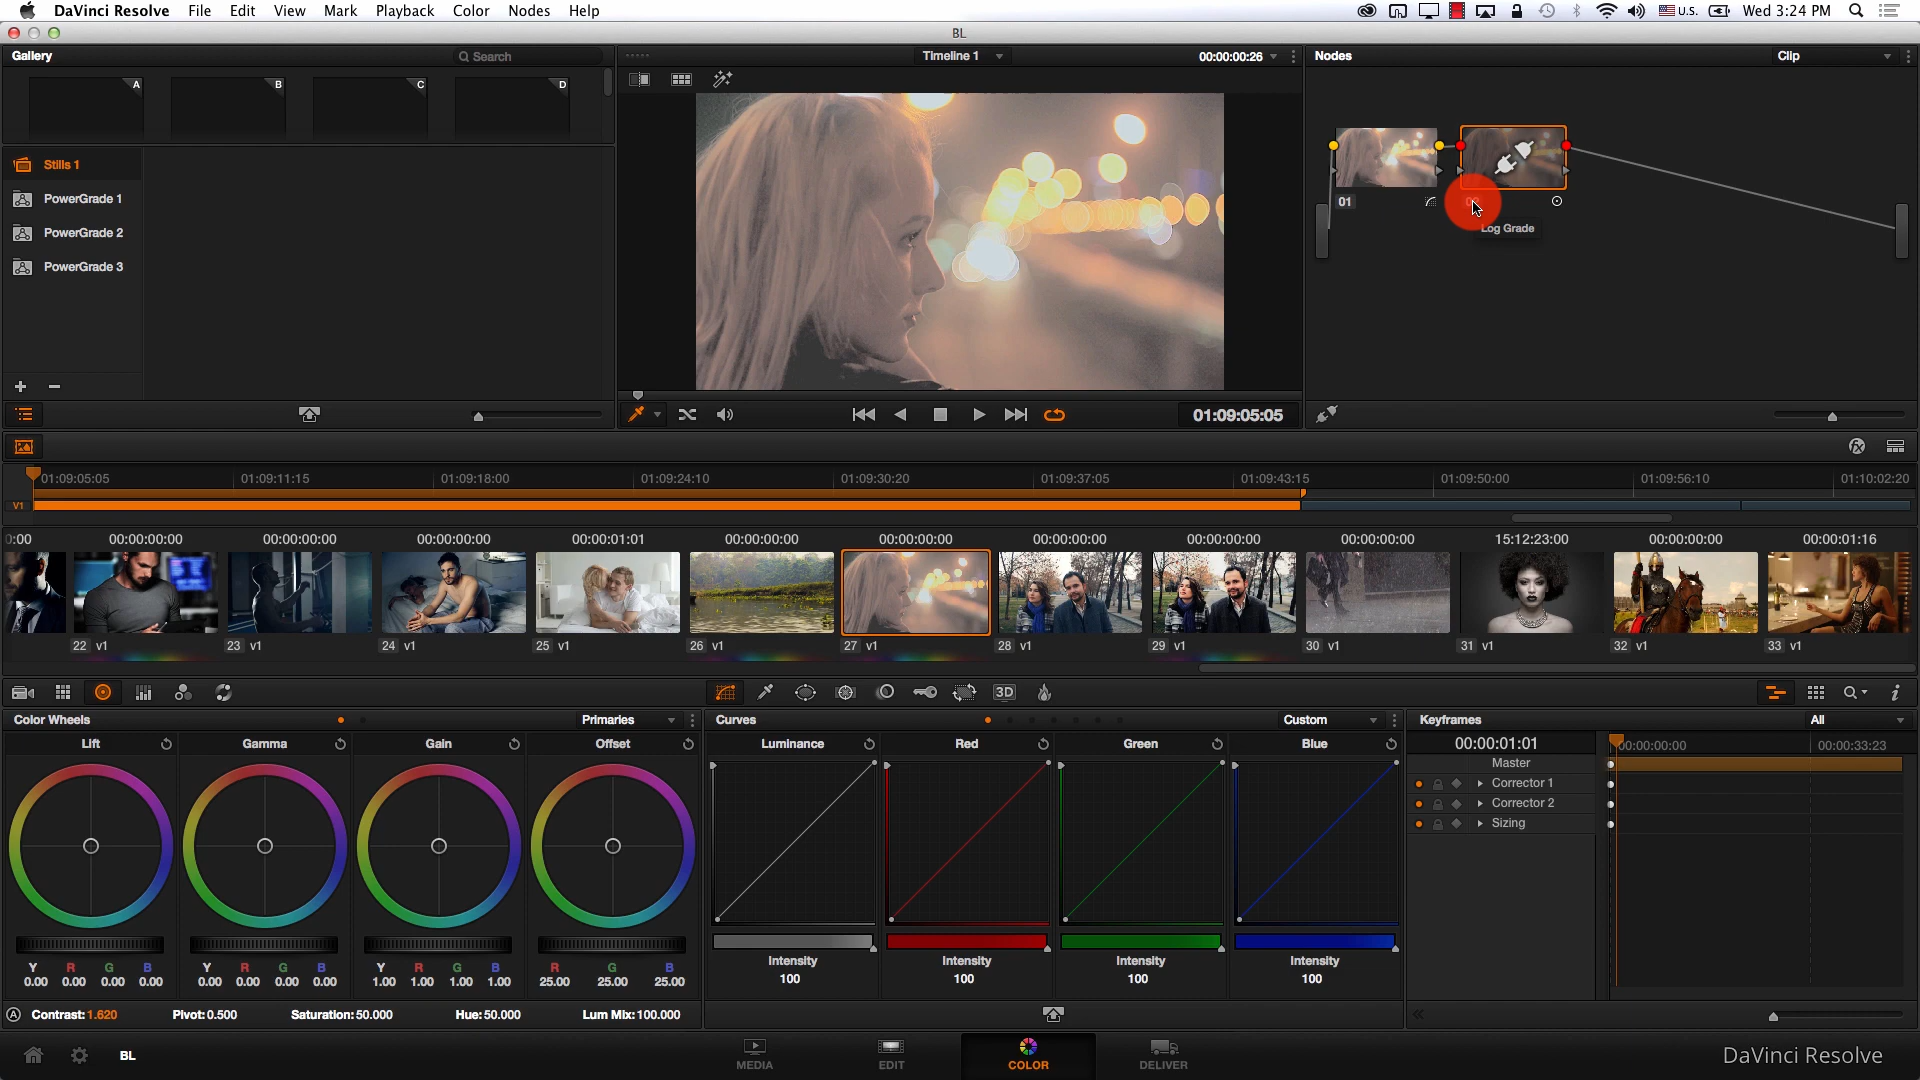 DaVinci Resolve File Edit View Mark Playback Color Nodes Help U.S. Wed 3:24 PM
BL
Gallery Search Timeline 1 00:00:00:26 Nodes Clip
A B C D
Stills 1
PowerGrade 1
PowerGrade 2
PowerGrade 3
01
Log Grade
01:09:05:05
01:09:05:05 01:09:11:15 01:09:18:00 01:09:24:10 01:09:30:20 01:09:37:05 01:09:43:15 01:09:50:00 01:09:56:10 01:10:02:20
V1
0:00 00:00:00:00 00:00:00:00 00:00:00:00 00:00:01:01 00:00:00:00 00:00:00:00 00:00:00:00 00:00:00:00 00:00:00:00 15:12:23:00 00:00:00:00 00:00:01:16
22 v1 23 v1 24 v1 25 v1 26 v1 27 v1 28 v1 29 v1 30 v1 31 v1 32 v1 33 v1
3D
Color Wheels Primaries Curves Custom Keyframes All
Lift Gamma Gain Offset Luminance Red Green Blue 00:00:01:01 00:00:00:00 00:00:33:23
Master
Corrector 1
Corrector 2
Sizing
Y R G B Y R G B Y R G B R G B Intensity Intensity Intensity Intensity
0.00 0.00 0.00 0.00 0.00 0.00 0.00 0.00 1.00 1.00 1.00 1.00 25.00 25.00 25.00 100 100 100 100
A Contrast:1.620 Pivot:0.500 Saturation:50.000 Hue:50.000 Lum Mix:100.000
BL MEDIA EDIT COLOR DELIVER DaVinci Resolve